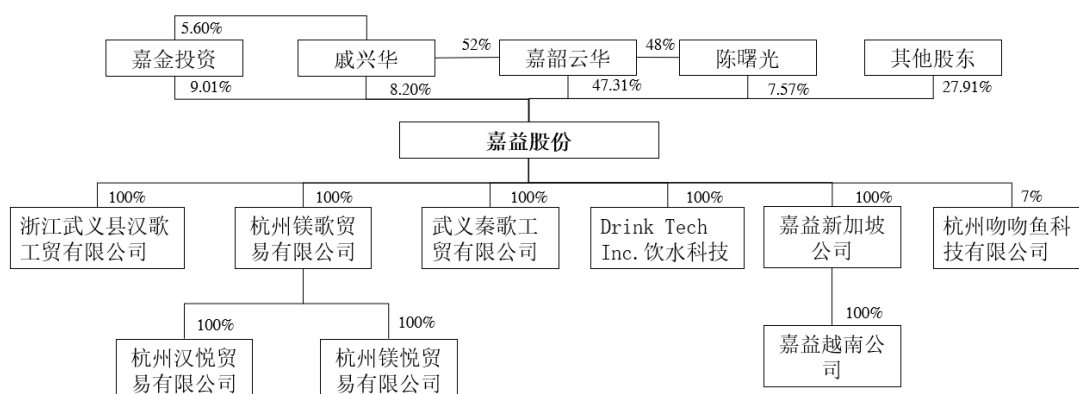 5.60%
嘉金投资
戚兴华
52%
嘉韶云华
48%
陈曙光
其他股东
9.01%
8.20%
47.31%
7.57%
27.91%
嘉益股份
100%
100%
100%
100%
100%
7%
浙江武义县汉歌
工贸有限公司
杭州镁歌贸
易有限公司
武义秦歌工
贸有限公司
Drink Tech
Inc.饮水科技
嘉益新加坡
公司
杭州吻吻鱼科
技有限公司
100%
100%
100%
杭州汉悦贸
易有限公司
杭州镁悦贸
易有限公司
嘉益越南公
司